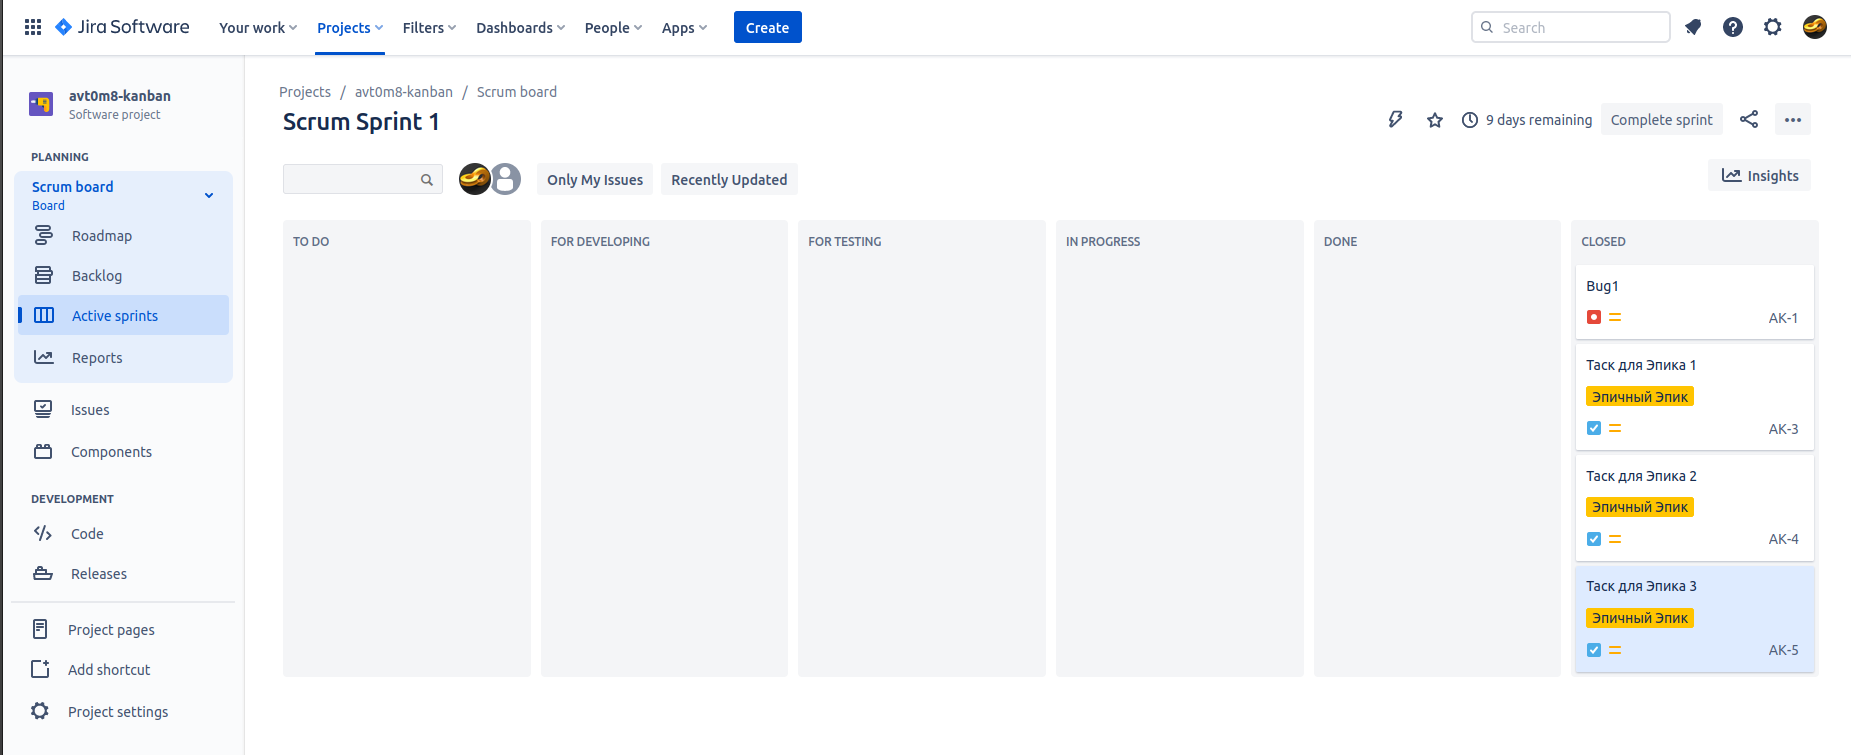 Jira Software
Your work
Projects
Filters
Dashboards
People
Apps
Create
Search
avt0m8-kanban
Software project
PLANNING
Scrum board
Board
Roadmap
Backlog
Active sprints
Reports
Issues
Components
DEVELOPMENT
Code
Releases
Project pages
Add shortcut
Project settings
Projects / avt0m8-kanban / Scrum board
Scrum Sprint 1
9 days remaining
Complete sprint
Only My Issues
Recently Updated
Insights
TO DO
FOR DEVELOPING
FOR TESTING
IN PROGRESS
DONE
CLOSED
Bug1
AK-1
Таск для Эпика 1
Эпичный Эпик
AK-3
Таск для Эпика 2
Эпичный Эпик
AK-4
Таск для Эпика 3
Эпичный Эпик
AK-5